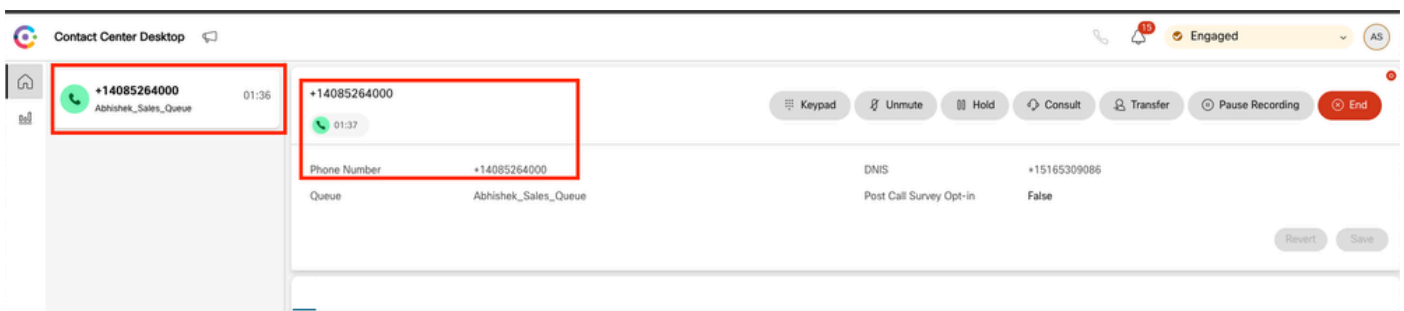 Contact Center Desktop
15
Engaged
AS
+14085264000
01:36
Abhishek_Sales_Queue
+14085264000
01:37
Keypad
Unmute
Hold
Consult
Transfer
Pause Recording
End
Phone Number +14085264000
DNIS +15165309086
Queue Abhishek_Sales_Queue
Post Call Survey Opt-in False
Revert
Save